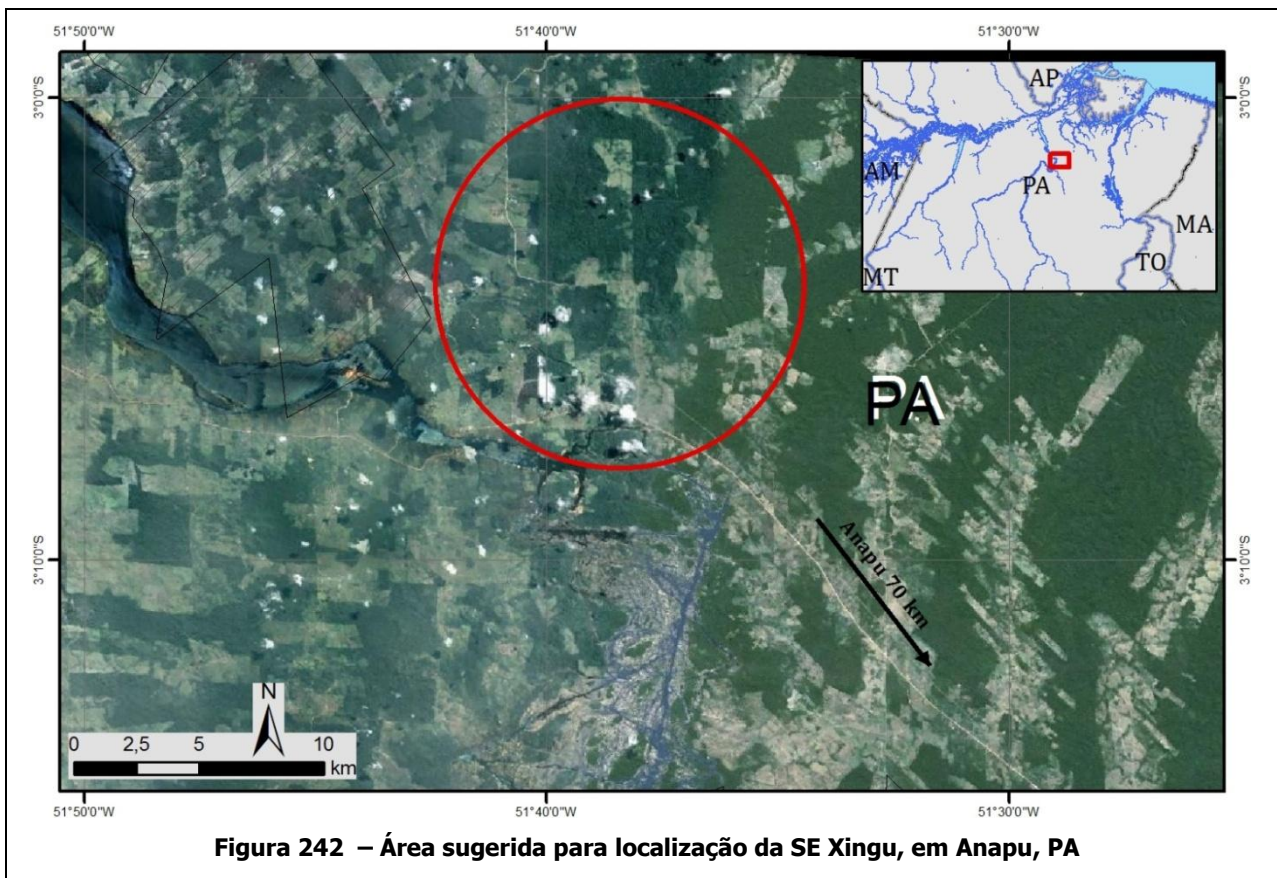 51°50'0"W
51°40'0"W
51°30'0"W
3°0'0"S
3°0'0"S
AP
AM
PA
MA
TO
MT
PA
Anapu 70 km
3°10'0"S
3°10'0"S
N
0 2,5 5 10
km
51°50'0"W
51°40'0"W
51°30'0"W
Figura 242 – Área sugerida para localização da SE Xingu, em Anapu, PA